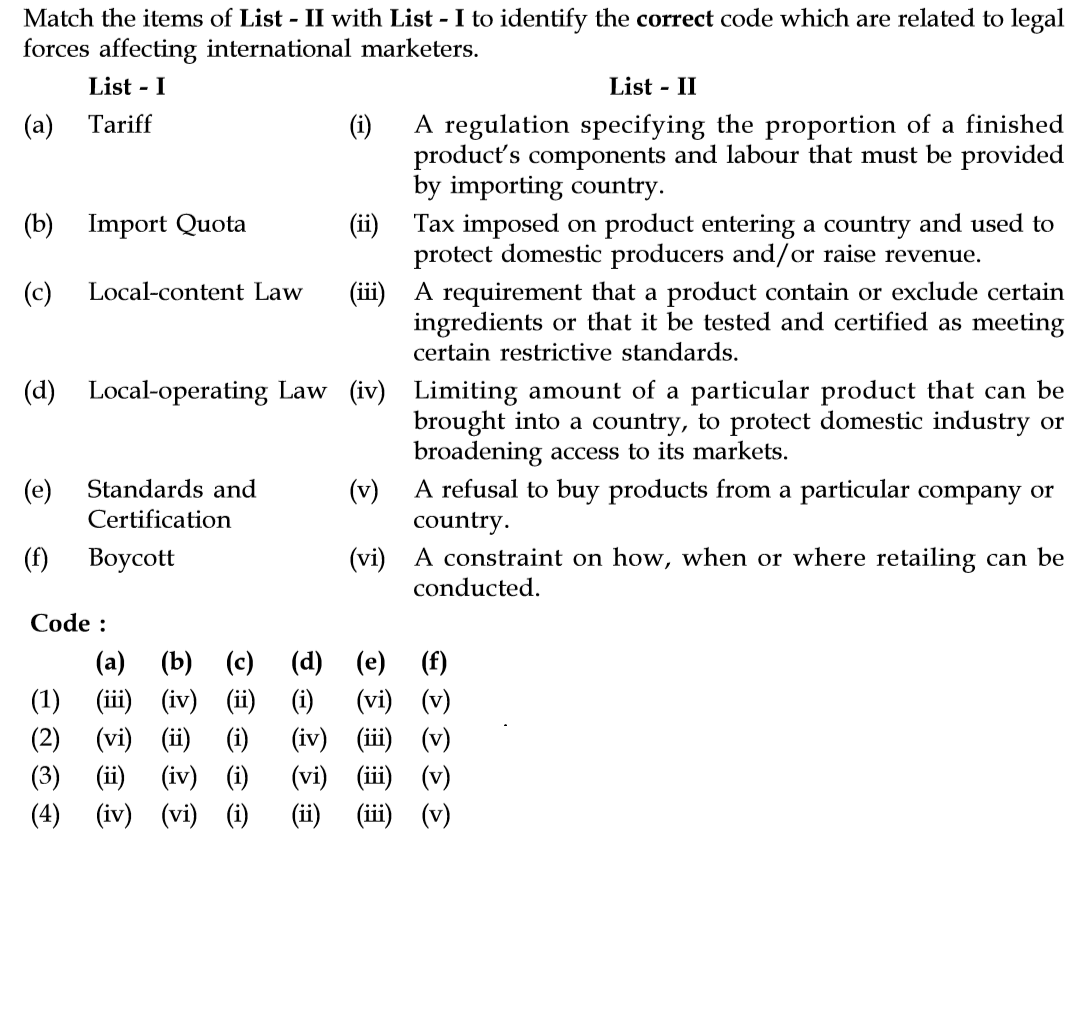 Match the items of List - II with List - I to identify the correct code which are related to legal
forces affecting international marketers.
List - I List - II
(a) Tariff (i) A regulation specifying the proportion of a finished
product's components and labour that must be provided
by importing country.
(b) Import Quota (ii) Tax imposed on product entering a country and used to
protect domestic producers and/or raise revenue.
(c) Local-content Law (iii) A requirement that a product contain or exclude certain
ingredients or that it be tested and certified as meeting
certain restrictive standards.
(d) Local-operating Law (iv) Limiting amount of a particular product that can be
brought into a country, to protect domestic industry or
broadening access to its markets.
(e) Standards and (v) A refusal to buy products from a particular company or
Certification country.
(f) Boycott (vi) A constraint on how, when or where retailing can be
conducted.
Code :
(a) (b) (c) (d) (e) (f)
(1) (iii) (iv) (ii) (i) (vi) (v)
(2) (vi) (ii) (i) (iv) (iii) (v)
(3) (ii) (iv) (i) (vi) (iii) (v)
(4) (iv) (vi) (i) (ii) (iii) (v)